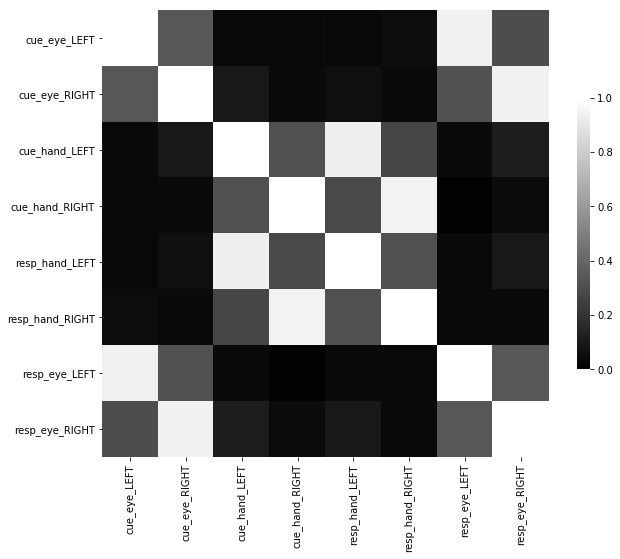 cue_eye_LEFT
cue_eye_RIGHT
cue_hand_LEFT
cue_hand_RIGHT
resp_hand_LEFT
resp_hand_RIGHT
resp_eye_LEFT
resp_eye_RIGHT
1.0
0.8
0.6
0.4
0.2
0.0
cue_eye_LEFT
cue_eye_RIGHT
cue_hand_LEFT
cue_hand_RIGHT
resp_hand_LEFT
resp_hand_RIGHT
resp_eye_LEFT
resp_eye_RIGHT